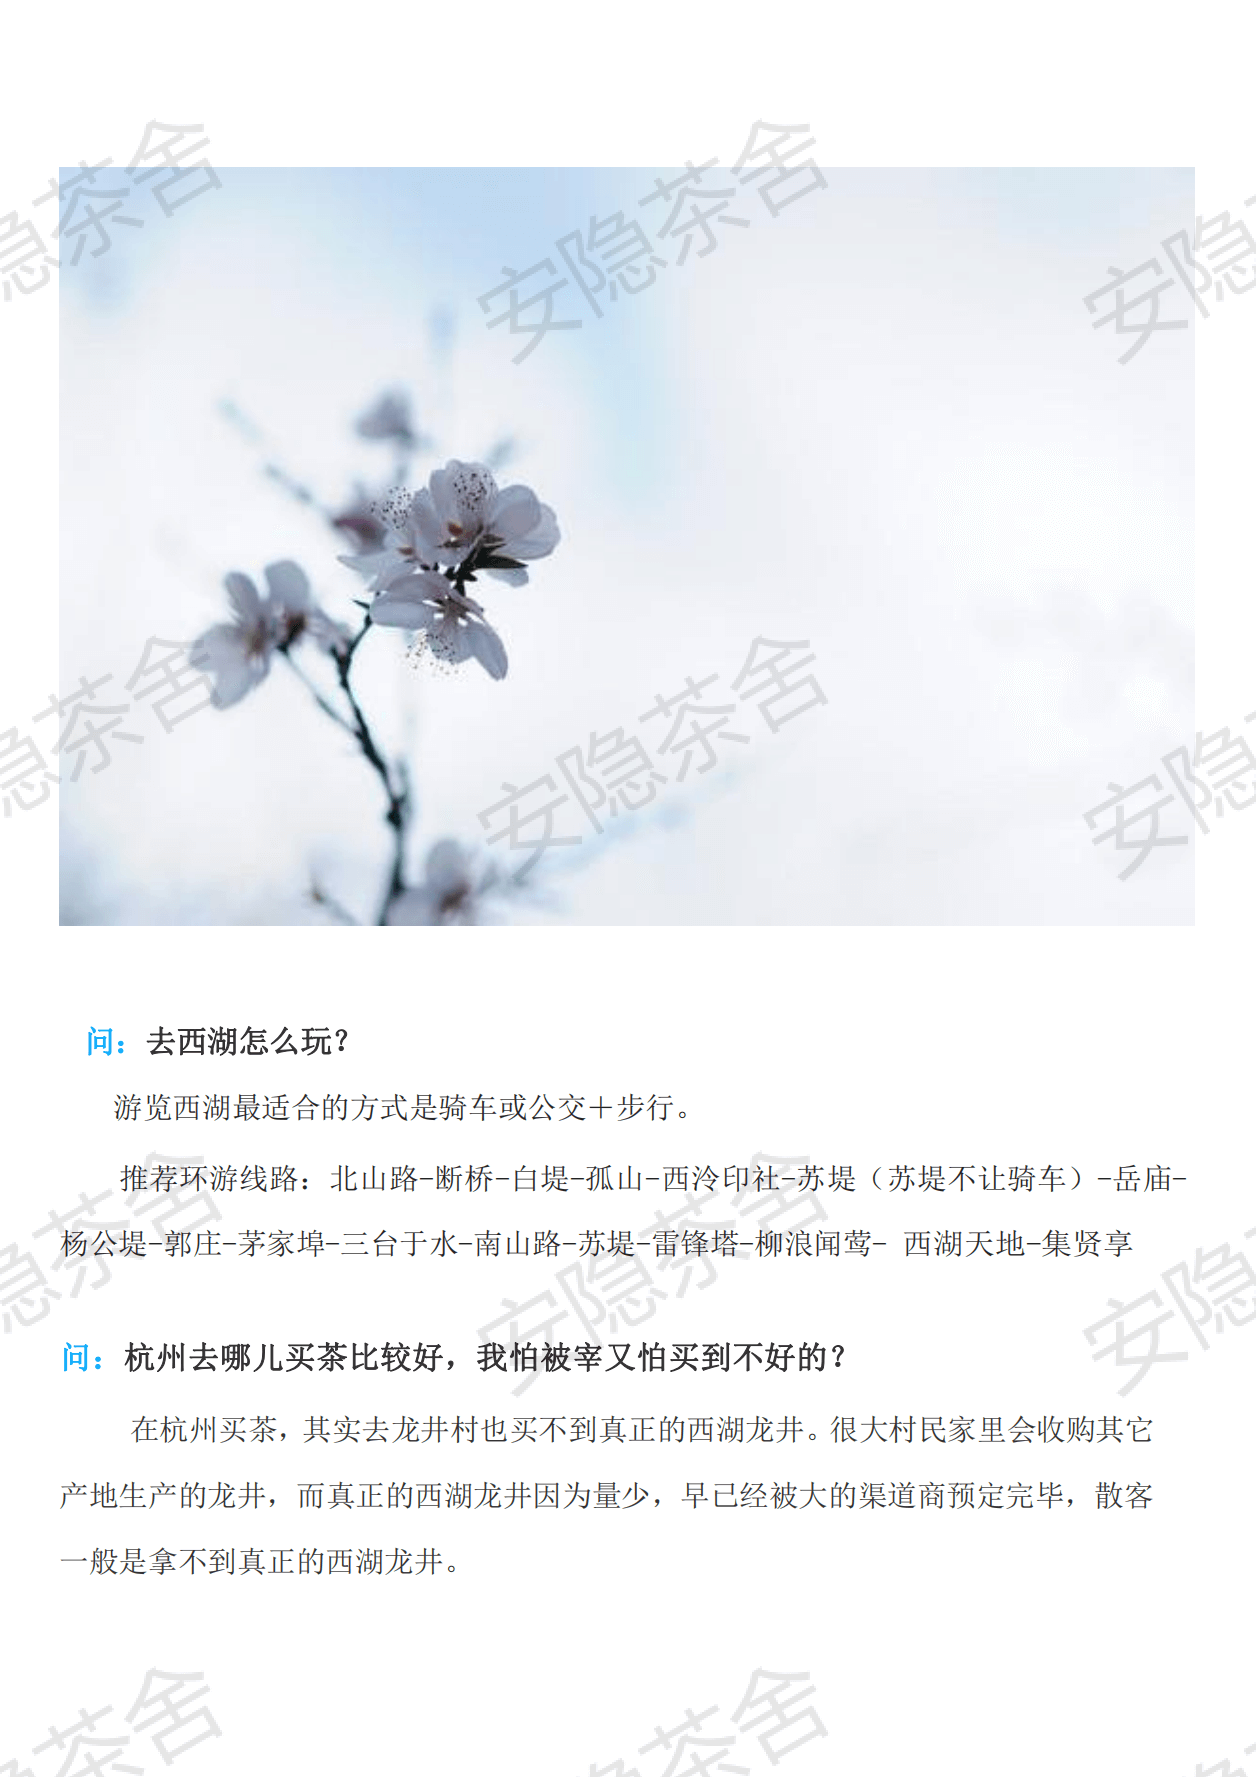 问：去西湖怎么玩？
游览西湖最适合的方式是骑车或公交＋步行。
推荐环游线路：北山路-断桥-白堤-孤山-西泠印社-苏堤（苏堤不让骑车）-岳庙-
杨公堤-郭庄-茅家埠-三台于水-南山路-苏堤-雷锋塔-柳浪闻莺- 西湖天地-集贤享
问：杭州去哪儿买茶比较好，我怕被宰又怕买到不好的？
在杭州买茶，其实去龙井村也买不到真正的西湖龙井。很大村民家里会收购其它
产地生产的龙井，而真正的西湖龙井因为量少，早已经被大的渠道商预定完毕，散客
一般是拿不到真正的西湖龙井。
安隐茶舍